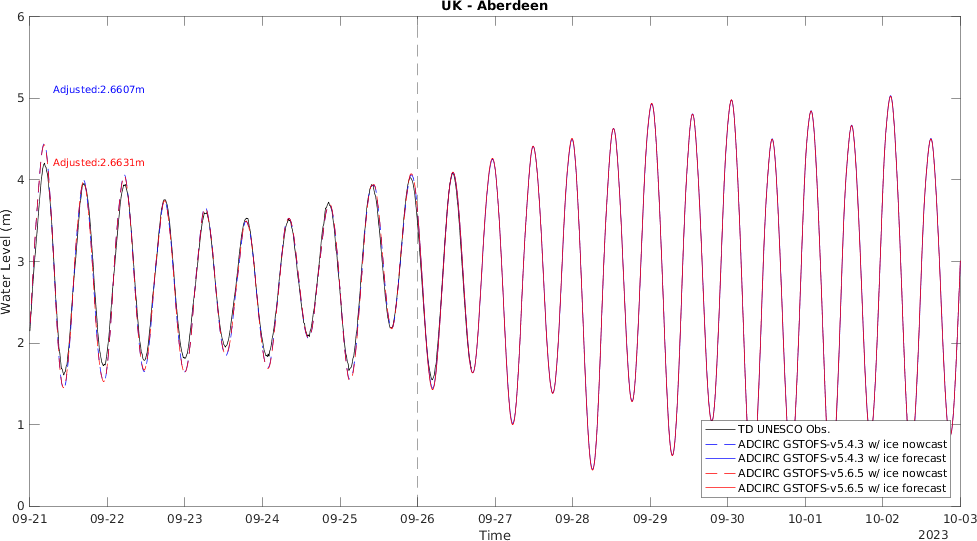 UK - Aberdeen
6
5
4
3
2
1
0
Water Level (m)
Adjusted:2.6607m
Adjusted:2.6631m
TD UNESCO Obs.
ADCIRC GSTOFS-v5.4.3 w/ ice nowcast
ADCIRC GSTOFS-v5.4.3 w/ ice forecast
ADCIRC GSTOFS-v5.6.5 w/ ice nowcast
ADCIRC GSTOFS-v5.6.5 w/ ice forecast
09-21 09-22 09-23 09-24 09-25 09-26 09-27 09-28 09-29 09-30 10-01 10-02 10-03
Time
2023